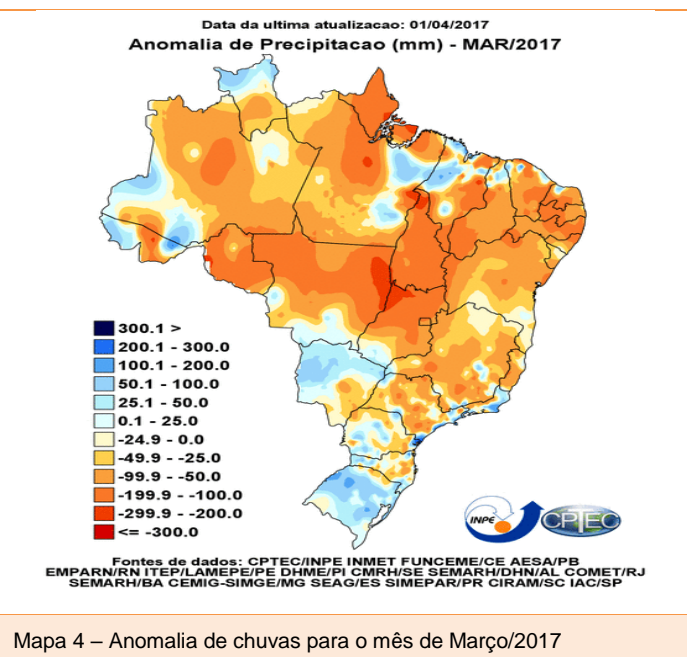 Data da ultima atualizacao: 01/04/2017
Anomalia de Precipitacao (mm) - MAR/2017
300.1 >
200.1 - 300.0
100.1 - 200.0
50.1 - 100.0
25.1 - 50.0
0.1 - 25.0
-24.9 - 0.0
-49.9 - -25.0
-99.9 - -50.0
-199.9 - -100.0
-299.9 - -200.0
<= -300.0
INPE
CPTEC
Fontes de dados: CPTEC/INPE INMET FUNCEME/CE AESA/PB
EMPARN/RN ITEP/LAMEPE/PE DHME/PI CMRH/SE SEMARH/DHN/AL COMET/RJ
SEMARH/BA CEMIG-SIMGE/MG SEAG/ES SIMEPAR/PR CIRAM/SC IAC/SP
Mapa 4 – Anomalia de chuvas para o mês de Março/2017